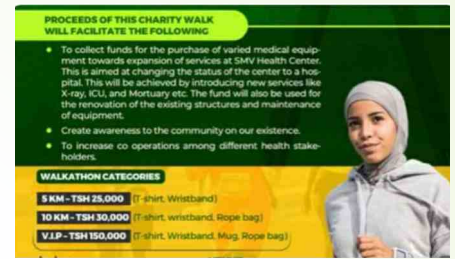 PROCEEDS OF THIS CHARITY WALK
WILL FACILITATE THE FOLLOWING
To collect funds for the purchase of varied medical equip-
ment towards expansion of services at SMV Health Center.
This is aimed at changing the status of the center to a hos-
pital. This will be achieved by introducing new services like
X-ray, ICU, and Mortuary etc. The fund will also be used for
the renovation of the existing structures and maintenance
of equipment.
Create awareness to the community on our existence.
To increase co operations among different health stake-
holders.
WALKATHON CATEGORIES
5 KM - TSH 25,000 (T-shirt, Wristband)
10 KM - TSH 30,000 (T-shirt, wristband, Rope bag)
V.I.P - TSH 150,000 (T-shirt, Wristband, Mug, Rope bag)